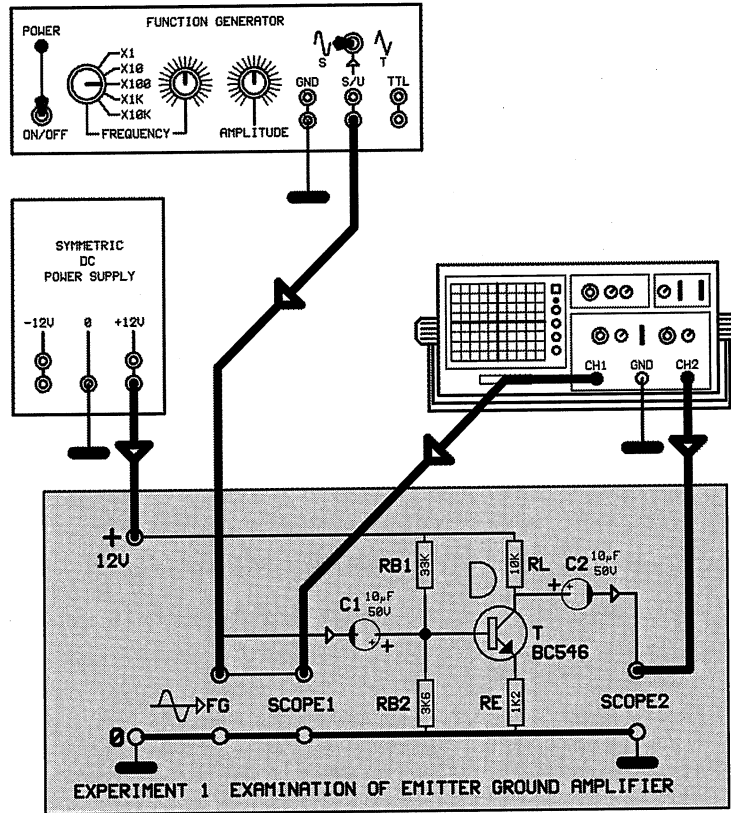 FUNCTION GENERATOR
POWER
ON/OFF
X1
X10
X100
X1K
X10K
FREQUENCY
AMPLITUDE
S
T
GND
S/U
TTL
SYMMETRIC
DC
POWER SUPPLY
-12V
0
+12V
CH1
GND
CH2
+
12V
RB1
33K
10K
RL
C2
10µF
50V
+
+
C1
10µF
50V
+
+
T
BC546
FG
SCOPE1
RB2
3K6
RE
1K2
SCOPE2
0
EXPERIMENT 1 EXAMINATION OF EMITTER GROUND AMPLIFIER